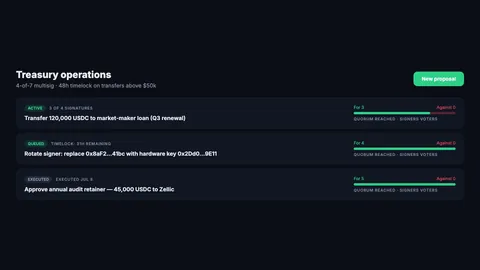 Treasury operations
4-of-7 multisig · 48h timelock on transfers above $50k
New proposal
ACTIVE 3 OF 4 SIGNATURES
Transfer 120,000 USDC to market-maker loan (Q3 renewal)
For 3 Against 0
QUORUM REACHED · SIGNERS VOTERS
QUEUED TIMELOCK: 31H REMAINING
Rotate signer: replace 0x8aF2…41bc with hardware key 0x2Dd0…9E11
For 4 Against 0
QUORUM REACHED · SIGNERS VOTERS
EXECUTED EXECUTED JUL 8
Approve annual audit retainer — 45,000 USDC to Zellic
For 5 Against 0
QUORUM REACHED · SIGNERS VOTERS